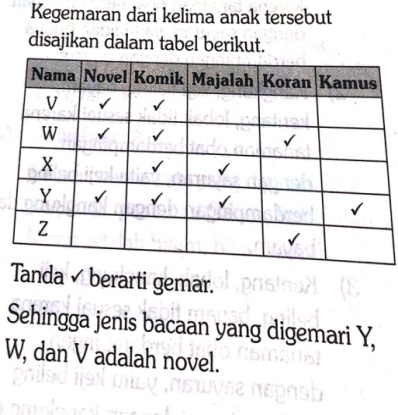 Kegemaran dari kelima anak tersebut
disajikan dalam tabel berikut.
Nama Novel Komik Majalah Koran Kamus
V ✓ ✓
W ✓ ✓ ✓
X ✓ ✓
Y ✓ ✓ ✓ ✓
Z ✓
Tanda ✓ berarti gemar.
Sehingga jenis bacaan yang digemari Y,
W, dan V adalah novel.